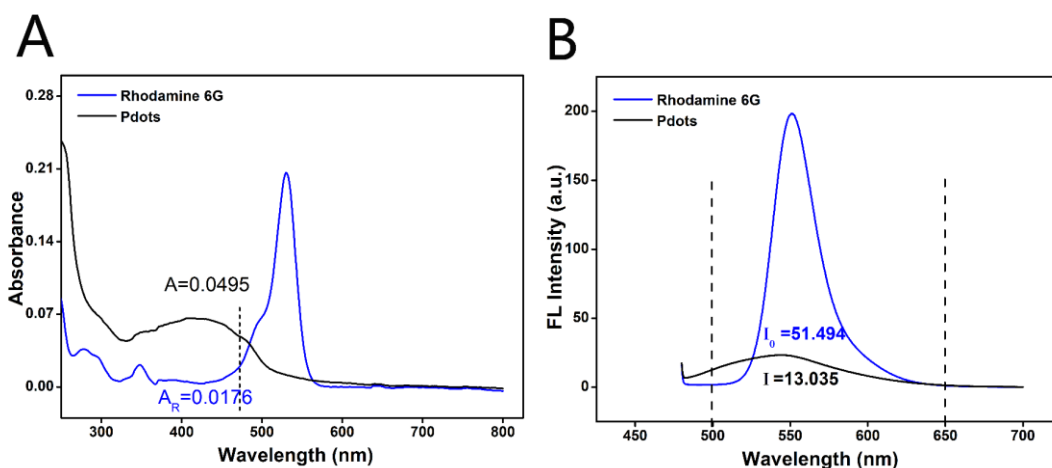 A
Rhodamine 6G
Pdots
A=0.0495
A_R=0.0176
0.28
0.21
0.14
0.07
0.00
Absorbance
300 400 500 600 700 800
Wavelength (nm)
B
Rhodamine 6G
Pdots
I₀ =51.494
I =13.035
200
150
100
50
0
FL Intensity (a.u.)
450 500 550 600 650 700
Wavelength (nm)